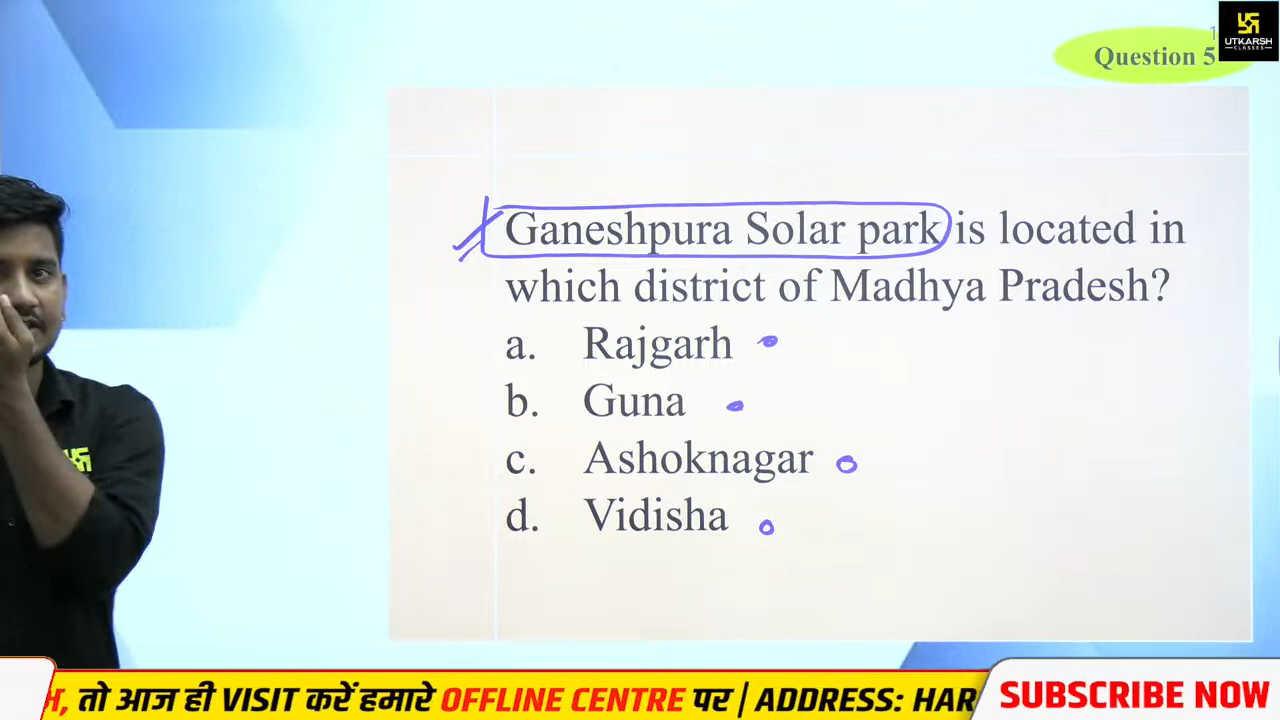 UTKARSH
CLASSES
1
Question 5
Ganeshpura Solar park is located in
which district of Madhya Pradesh?
a. Rajgarh
b. Guna
c. Ashoknagar
d. Vidisha
तो आज ही VISIT करें हमारे OFFLINE CENTRE पर | ADDRESS: HAR
SUBSCRIBE NOW